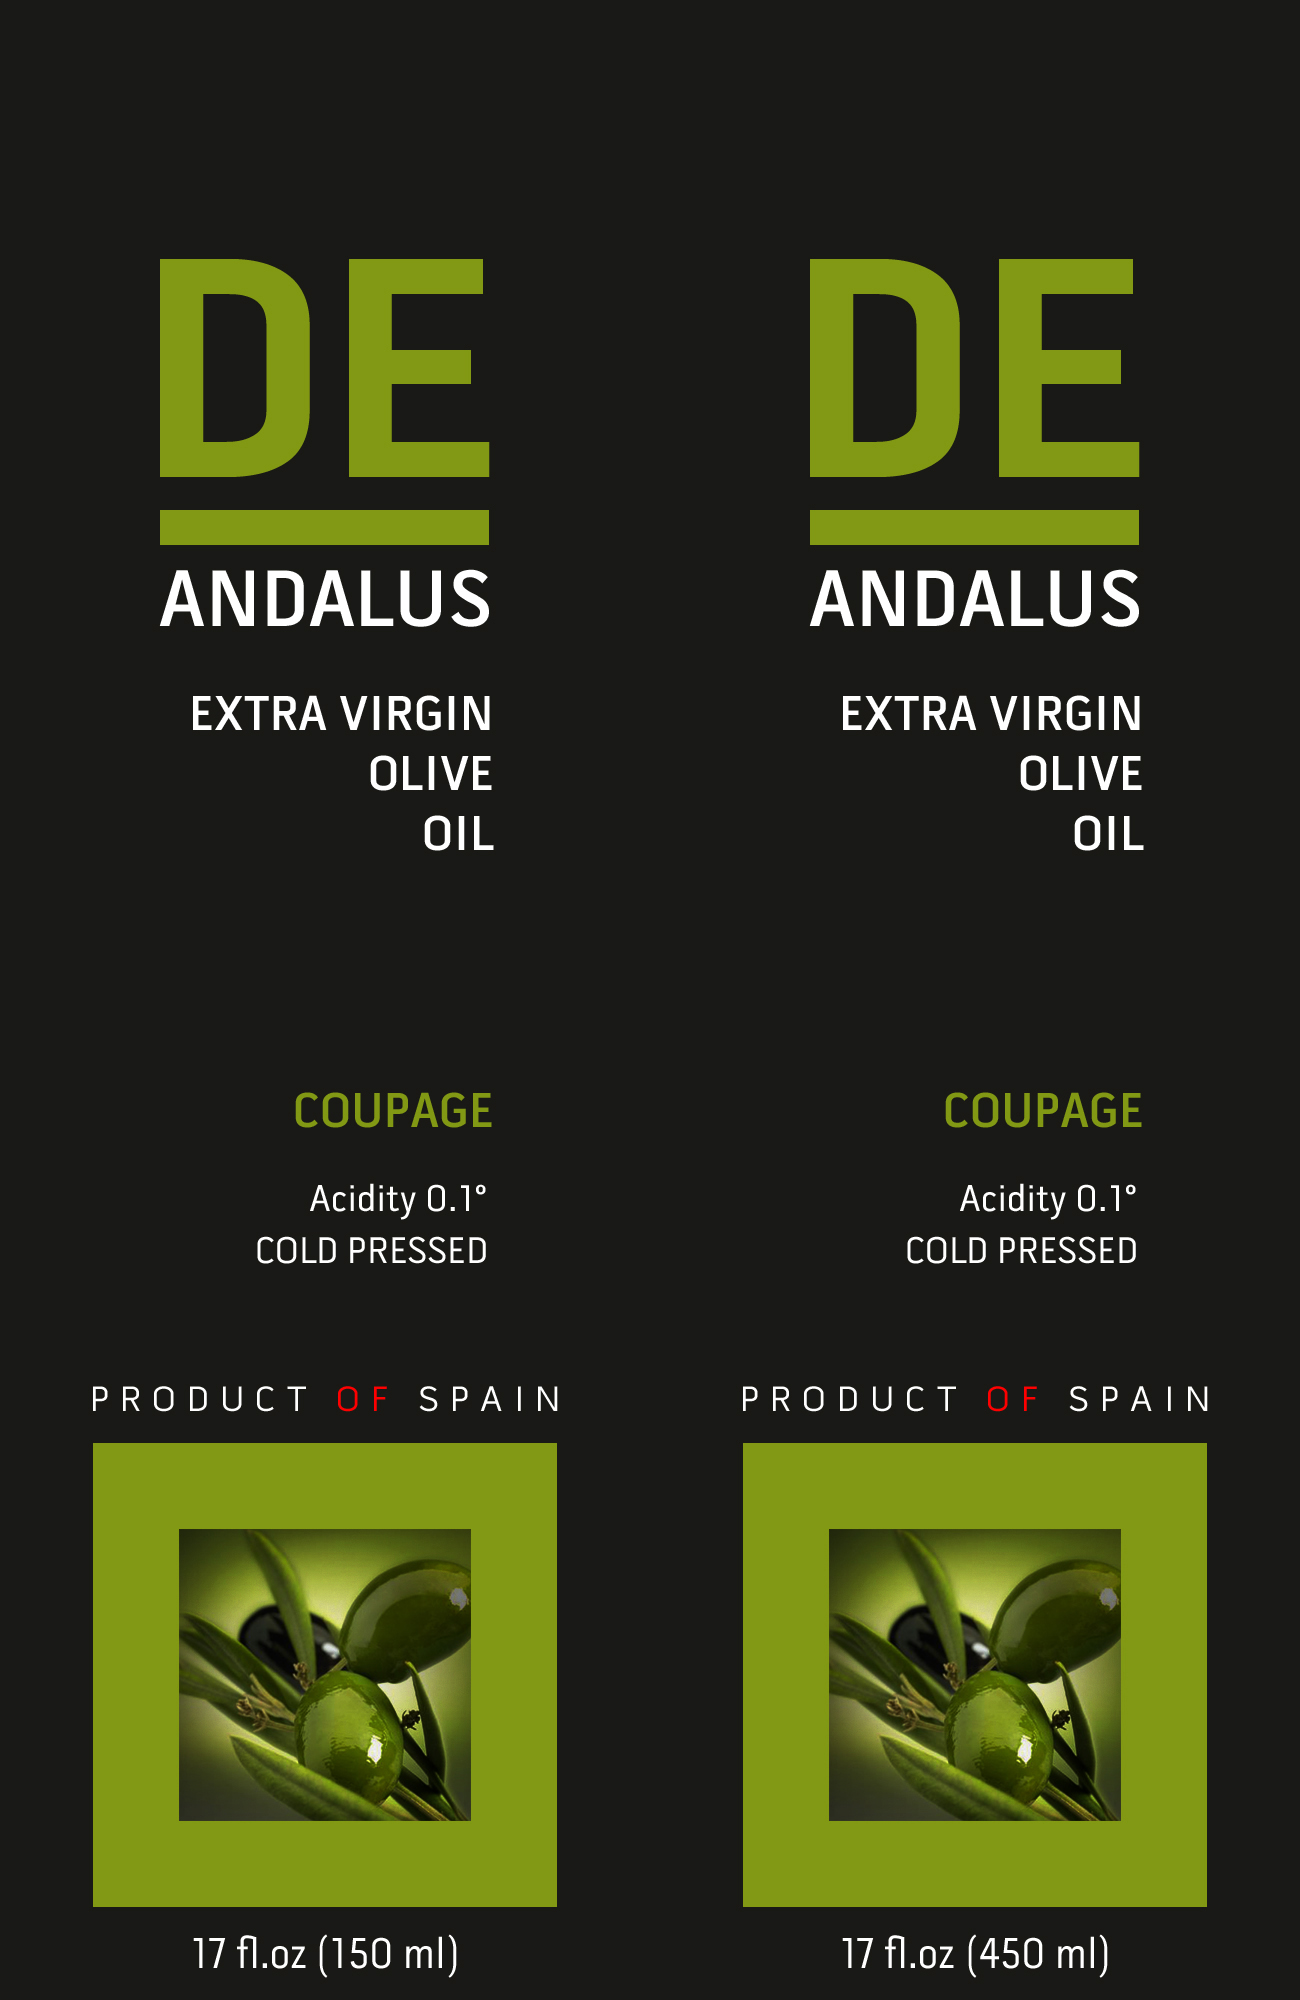 DE
ANDALUS
EXTRA VIRGIN
OLIVE
OIL
COUPAGE
Acidity 0.1º
COLD PRESSED
PRODUCT OF SPAIN
17 fl.oz (150 ml)
DE
ANDALUS
EXTRA VIRGIN
OLIVE
OIL
COUPAGE
Acidity 0.1º
COLD PRESSED
PRODUCT OF SPAIN
17 fl.oz (450 ml)